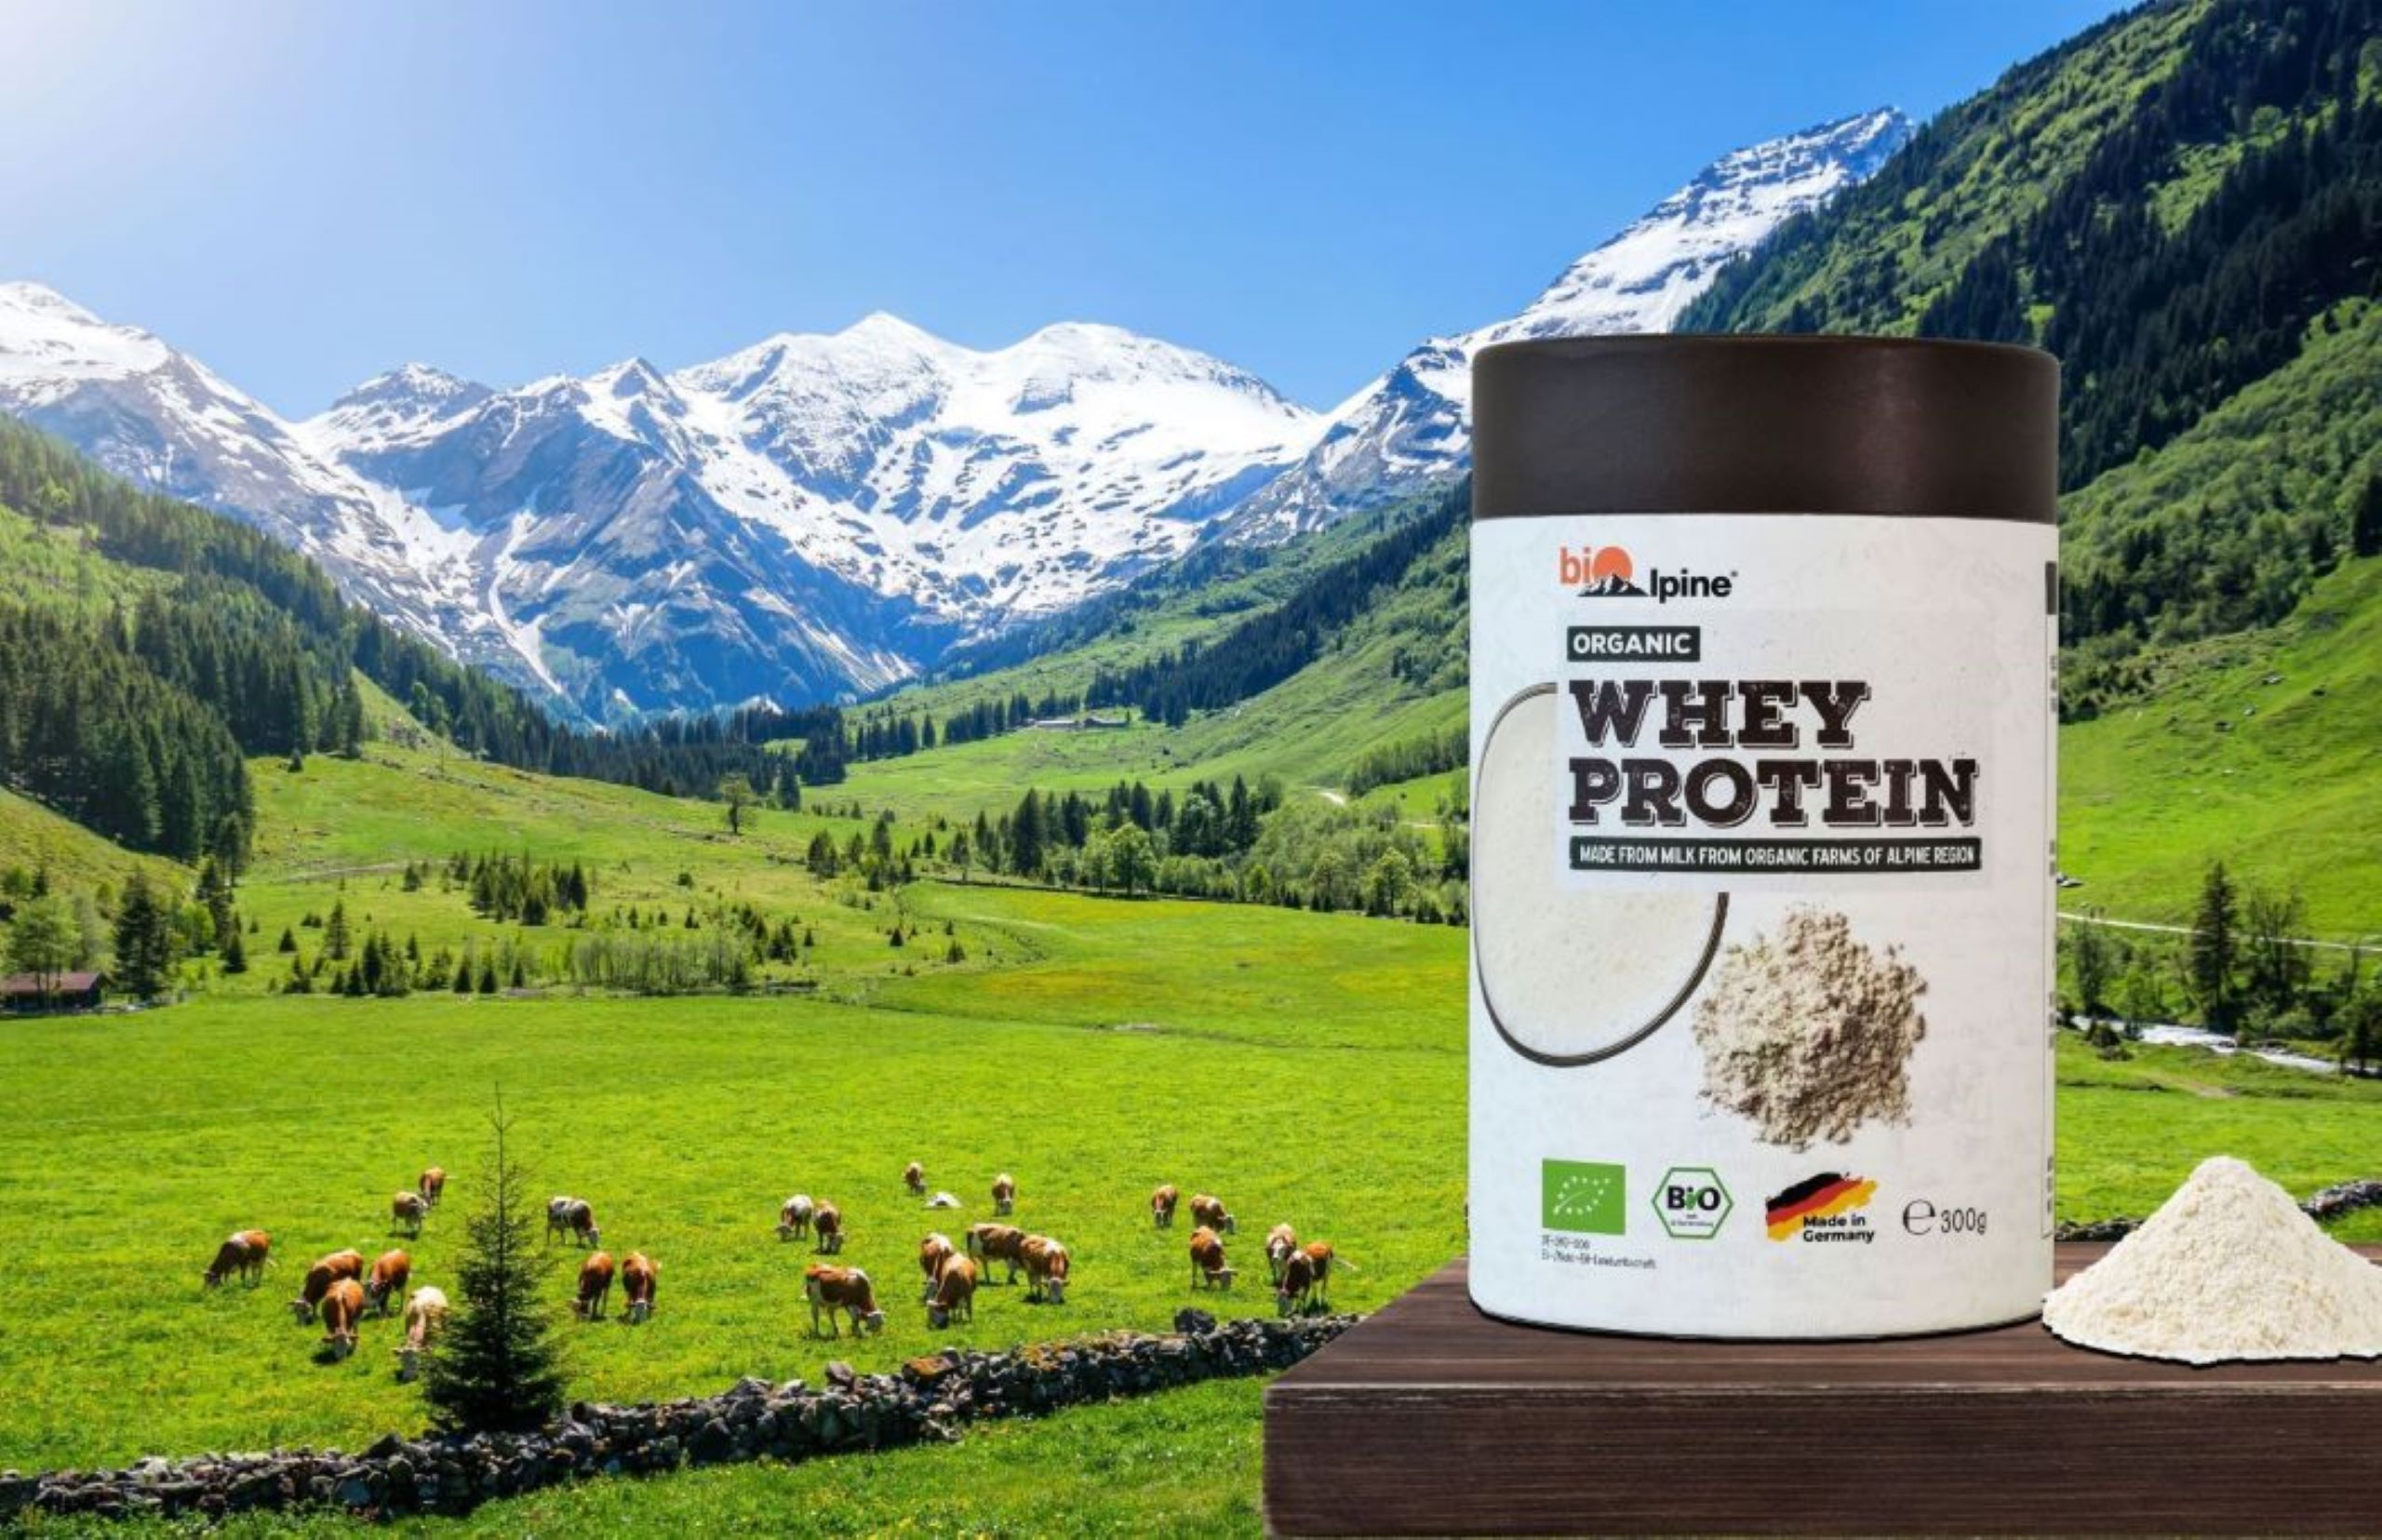 biOAlpine®
ORGANIC
WHEY
PROTEIN
MADE FROM MILK FROM ORGANIC FARMS OF ALPINE REGION
BiO
Made in
Germany
℮ 300g